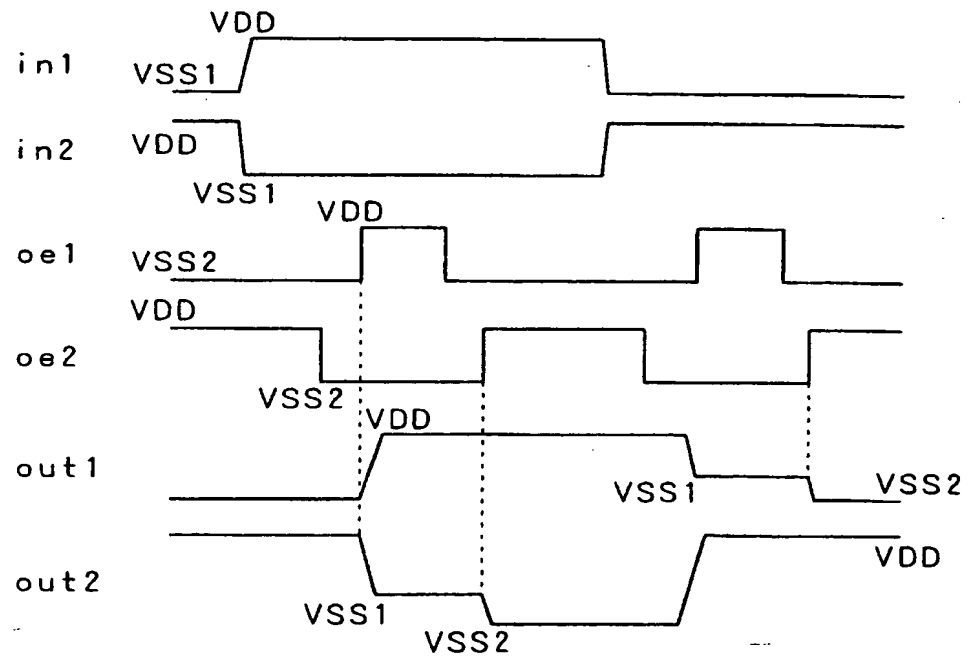 VDD
in1
VSS1
in2
VDD
VSS1
VDD
oe1
VSS2
VDD
oe2
VSS2
VDD
out1
VSS1
VSS2
out2
VDD
VSS1
VSS2